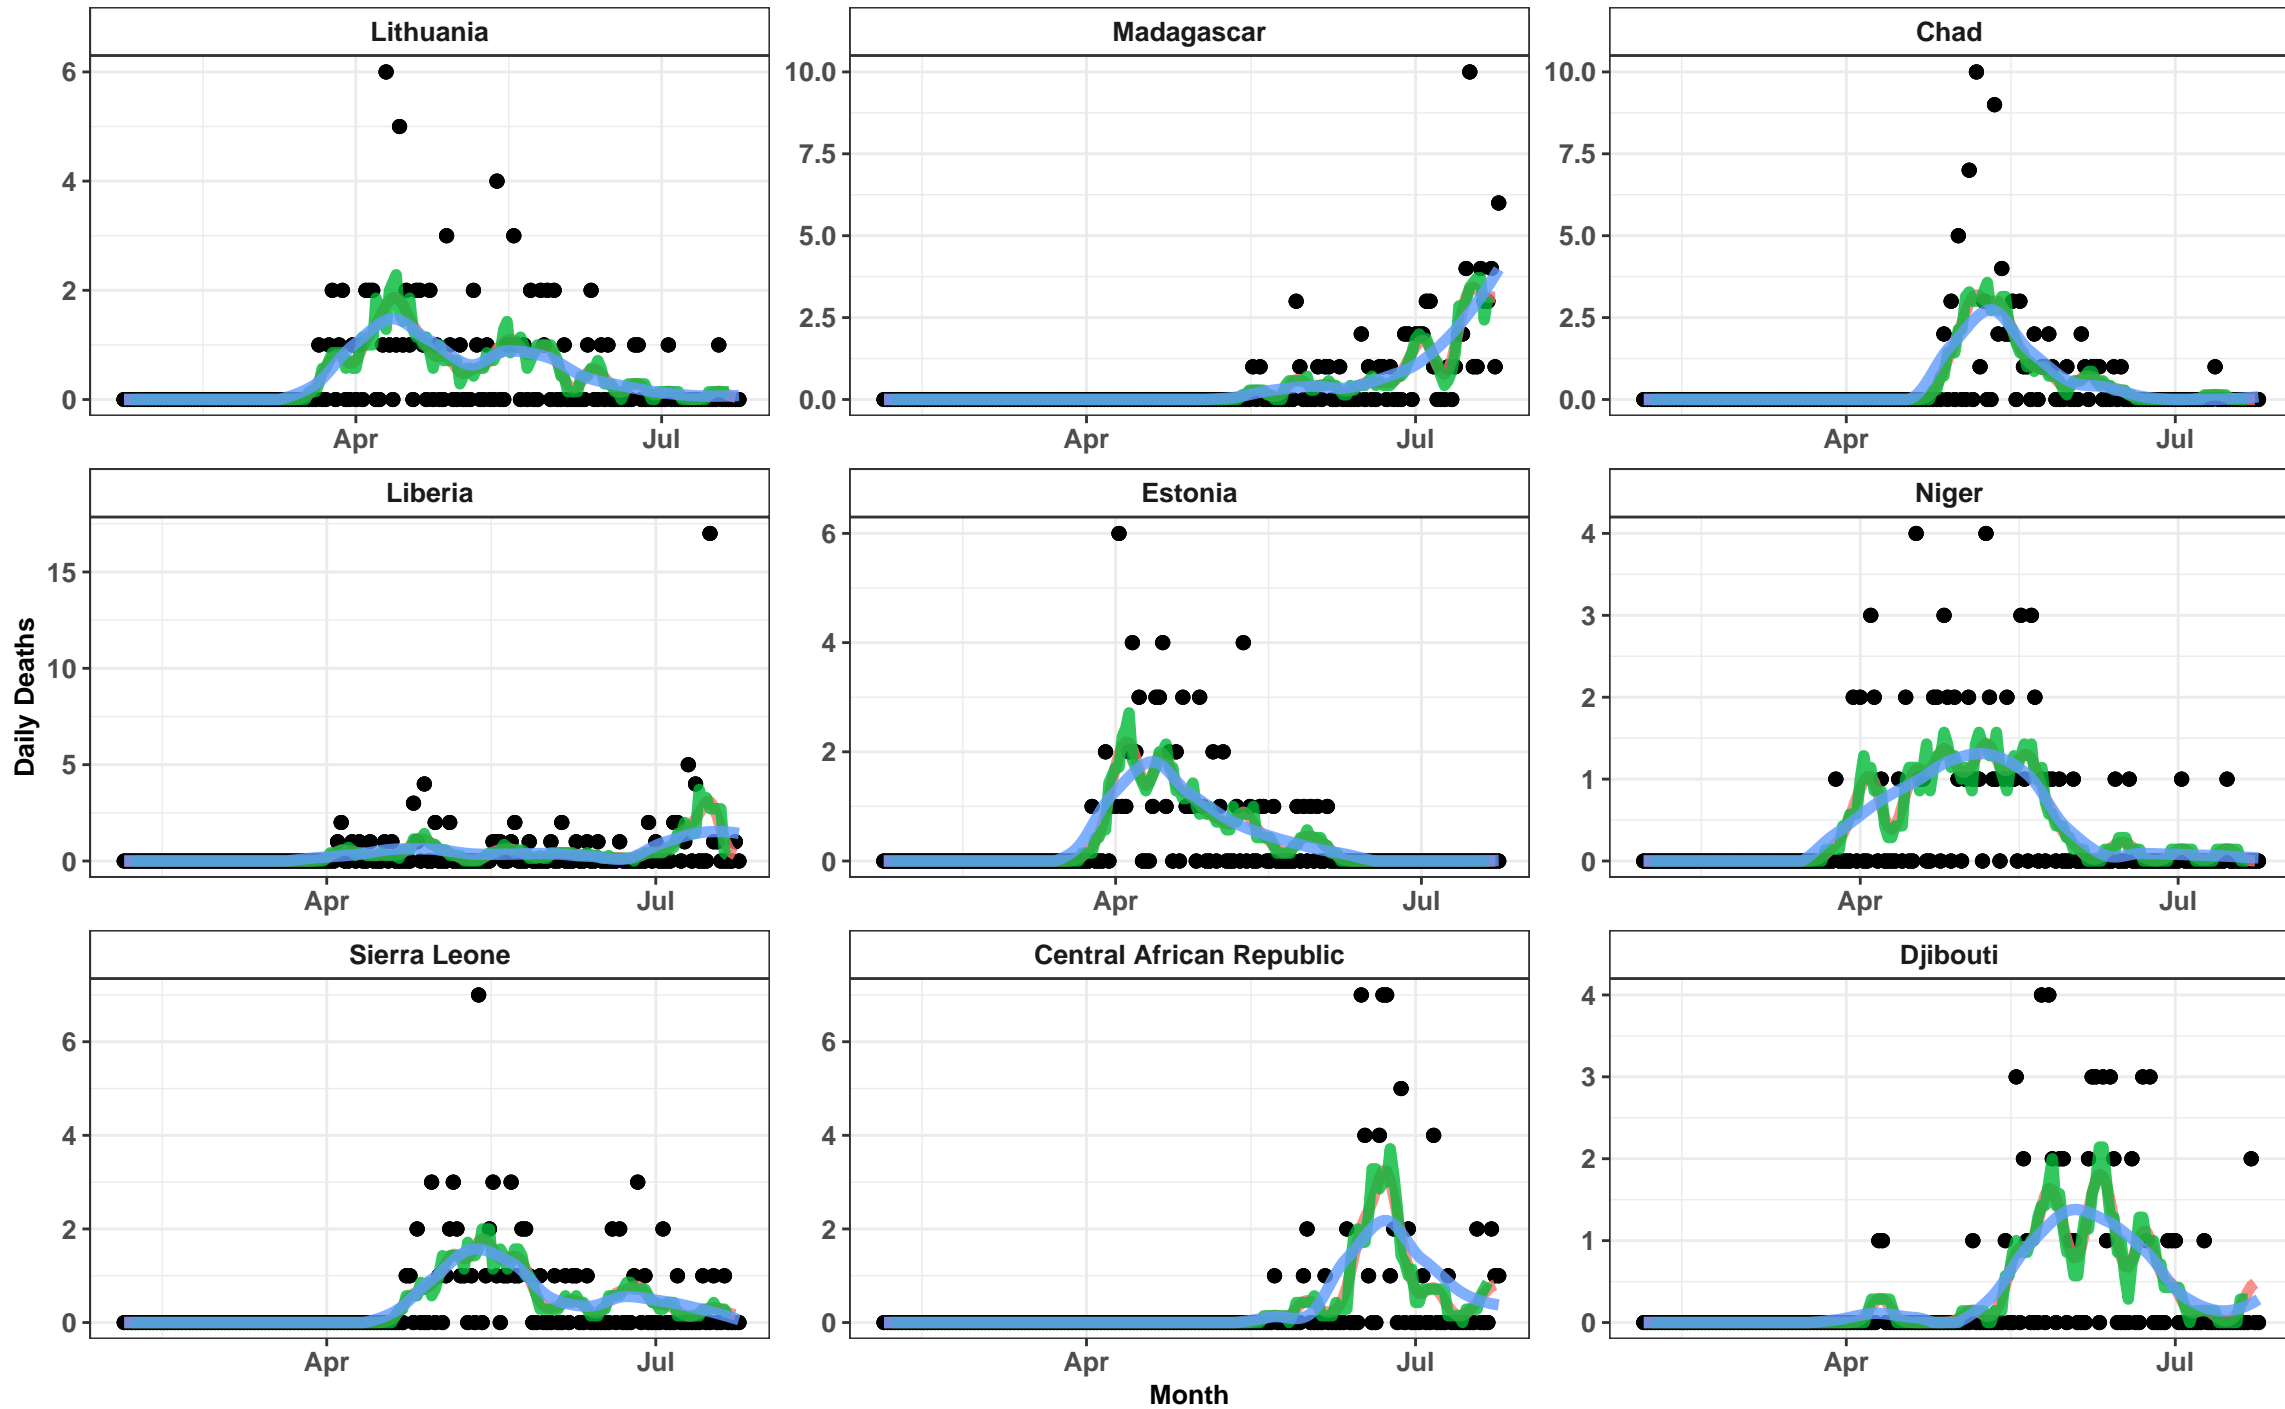 Lithuania Madagascar Chad
6 10.0 10.0
4 7.5 7.5
2 5.0 5.0
0 2.5 2.5
0.0 0.0
Apr Jul Apr Jul Apr Jul
Liberia Estonia Niger
15 6 4
10 4 3
5 2 2
0 0 1
0
Apr Jul Apr Jul Apr Jul
Daily Deaths
Sierra Leone Central African Republic Djibouti
6 6 4
4 4 3
2 2 2
0 0 1
0
Apr Jul Apr Jul Apr Jul
Month